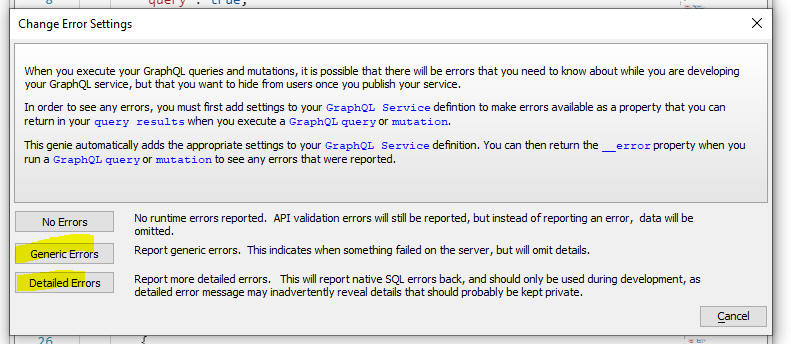 8
query": true,
Change Error Settings
When you execute your GraphQL queries and mutations, it is possible that there will be errors that you need to know about while you are developing
your GraphQL service, but that you want to hide from users once you publish your service.
In order to see any errors, you must first add settings to your GraphQL Service defintion to make errors available as a property that you can
return in your query results when you execute a GraphQL query or mutation.
This genie automatically adds the appropriate settings to your GraphQL Service definition. You can then return the __error property when you
run a GraphQL query or mutation to see any errors that were reported.
No Errors
No runtime errors reported. API validation errors will still be reported, but instead of reporting an error, data will be
omitted.
Generic Errors
Report generic errors. This indicates when something failed on the server, but will omit details.
Detailed Errors
Report more detailed errors. This will report native SQL errors back, and should only be used during development, as
detailed error message may inadvertently reveal details that should probably be kept private.
Cancel
26
{